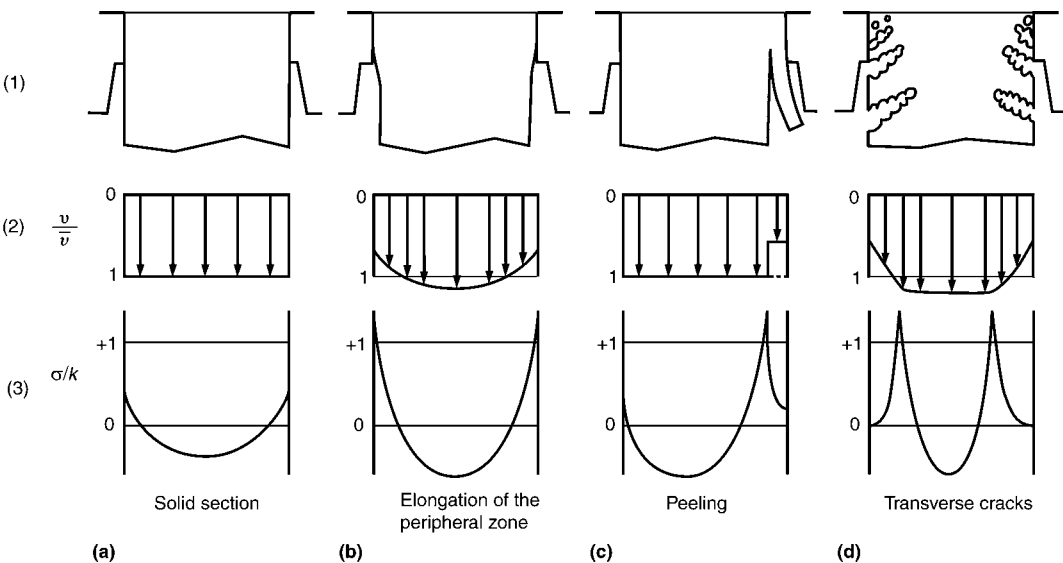 (1)
(2)
υ/ῡ
0
1
0
1
0
1
0
1
(3)
σ/k
+1
0
+1
0
+1
0
+1
0
Solid section
Elongation of the
peripheral zone
Peeling
Transverse cracks
(a)
(b)
(c)
(d)